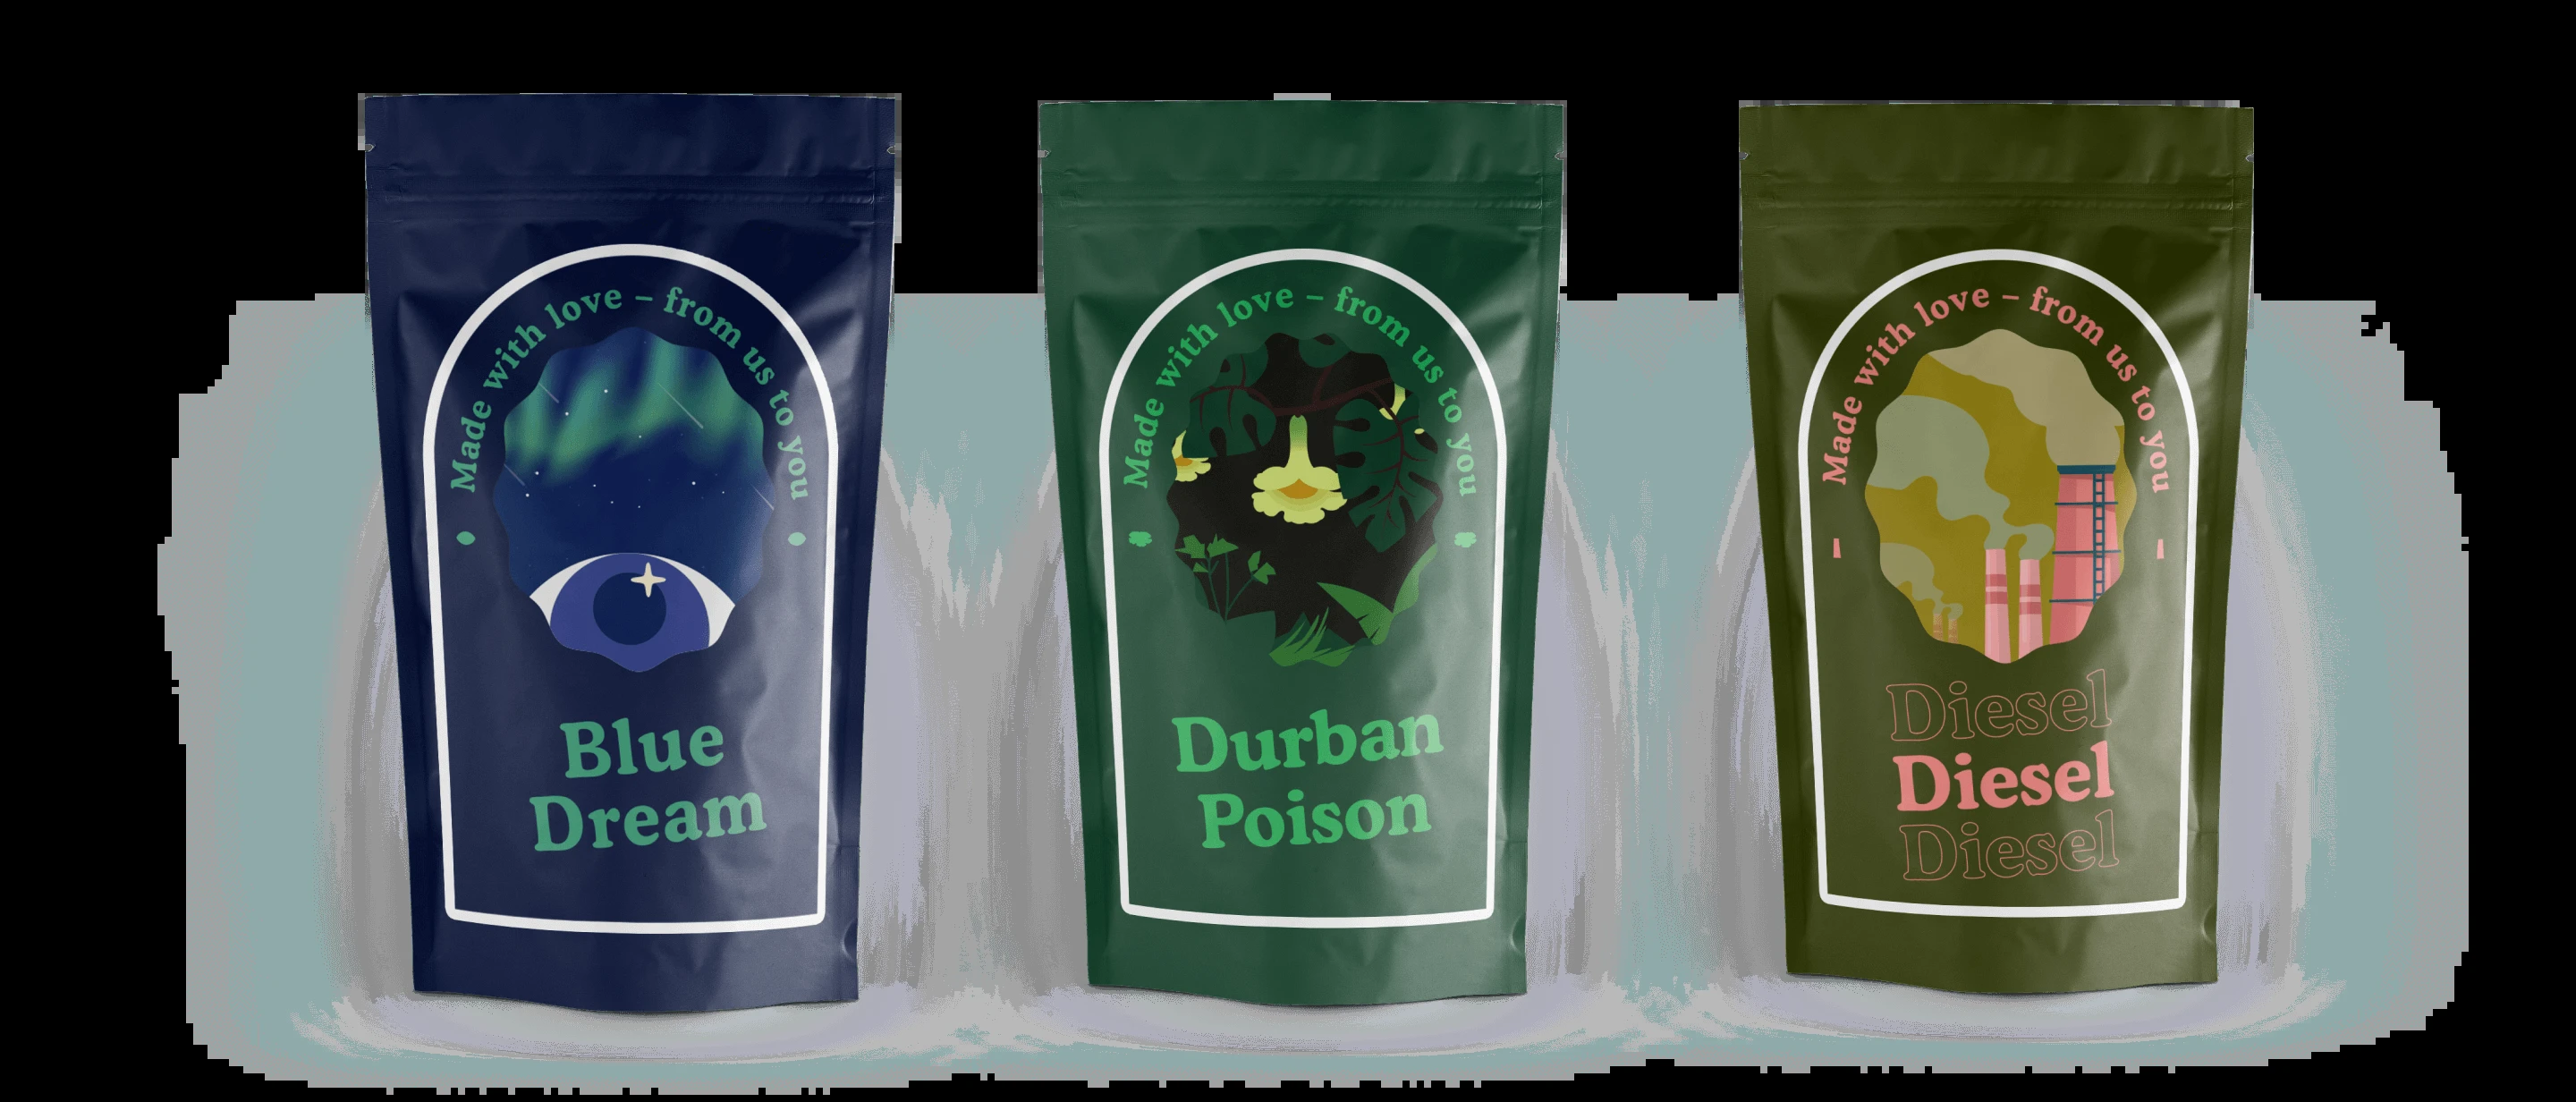 Made with love – from us to you
Blue
Dream
Made with love – from us to you
Durban
Poison
Made with love – from us to you
Diesel
Diesel
Diesel